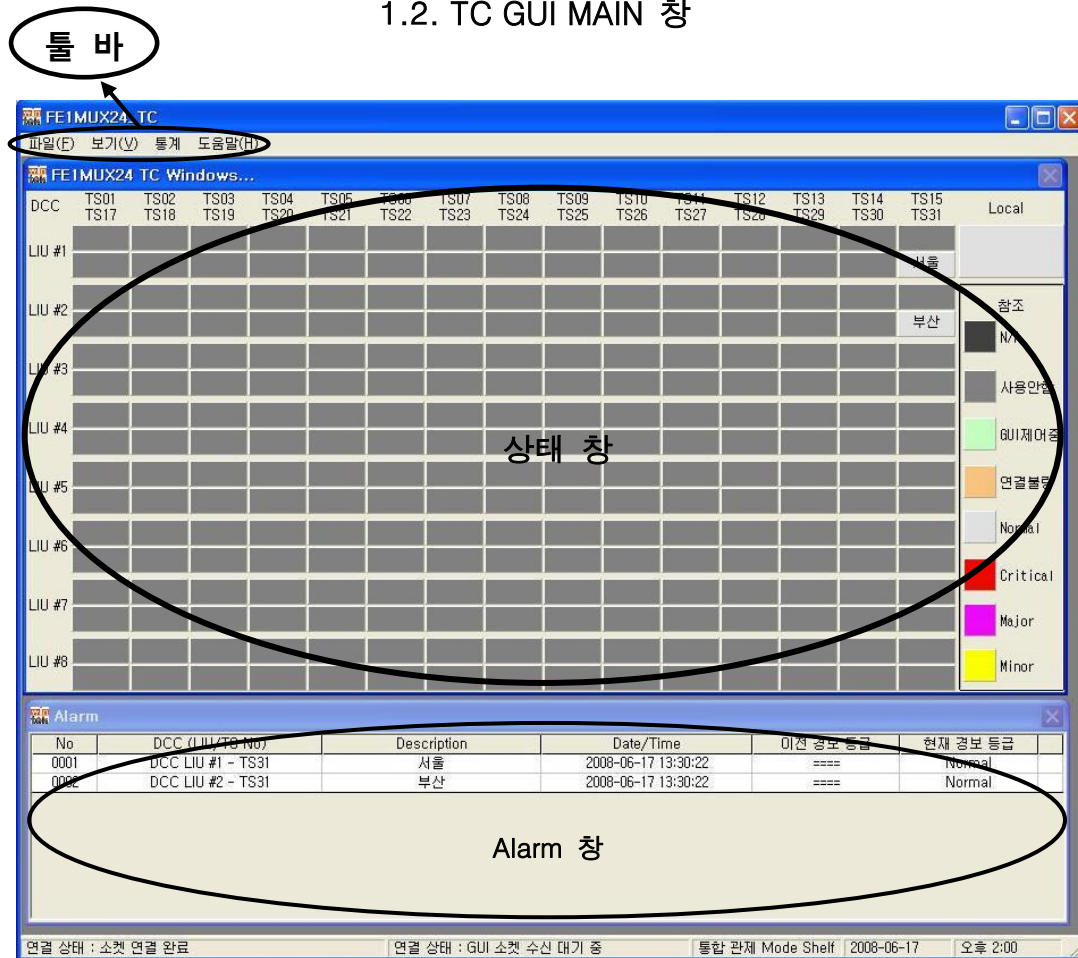 1.2. TC GUI MAIN 창
툴 바
FE1MUX24_TC
파일(F) 보기(V) 통계 도움말(H)
FE1MUX24 TC Windows...
DCC TS01 TS02 TS03 TS04 TS05 TS06 TS07 TS08 TS09 TS10 TS11 TS12 TS13 TS14 TS15 Local
TS17 TS18 TS19 TS20 TS21 TS22 TS23 TS24 TS25 TS26 TS27 TS28 TS29 TS30 TS31
LIU #1
서울
LIU #2
부산
참조
LIU #3
사용안함
LIU #4
GUI제어중
상태 창
LIU #5
연결불량
LIU #6
Normal
Critical
LIU #7
Major
LIU #8
Minor
Alarm
No DCC (LIU/TS No) Description Date/Time 이전 경보 등급 현재 경보 등급
0001 DCC LIU #1 - TS31 서울 2008-06-17 13:30:22 ==== Normal
0002 DCC LIU #2 - TS31 부산 2008-06-17 13:30:22 ==== Normal
Alarm 창
연결 상태 : 소켓 연결 완료 연결 상태 : GUI 소켓 수신 대기 중 통합 관제 Mode Shelf 2008-06-17 오후 2:00